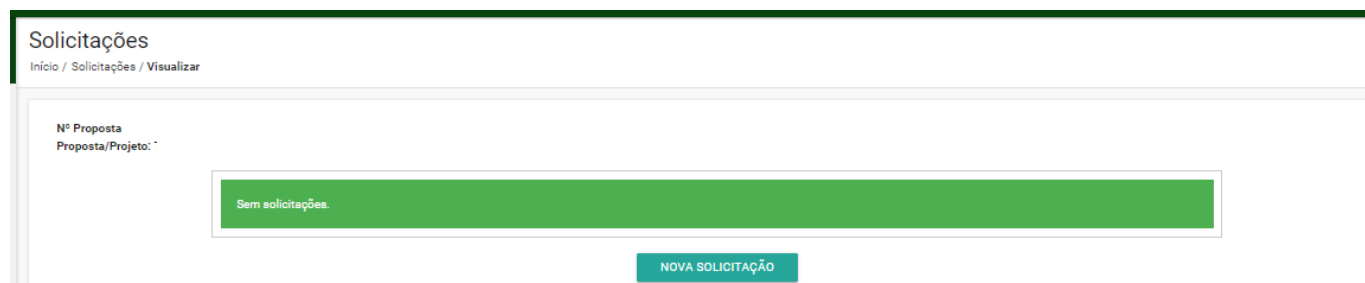 Solicitações
Início / Solicitações / Visualizar
Nº Proposta
Proposta/Projeto: -
Sem solicitações.
NOVA SOLICITAÇÃO